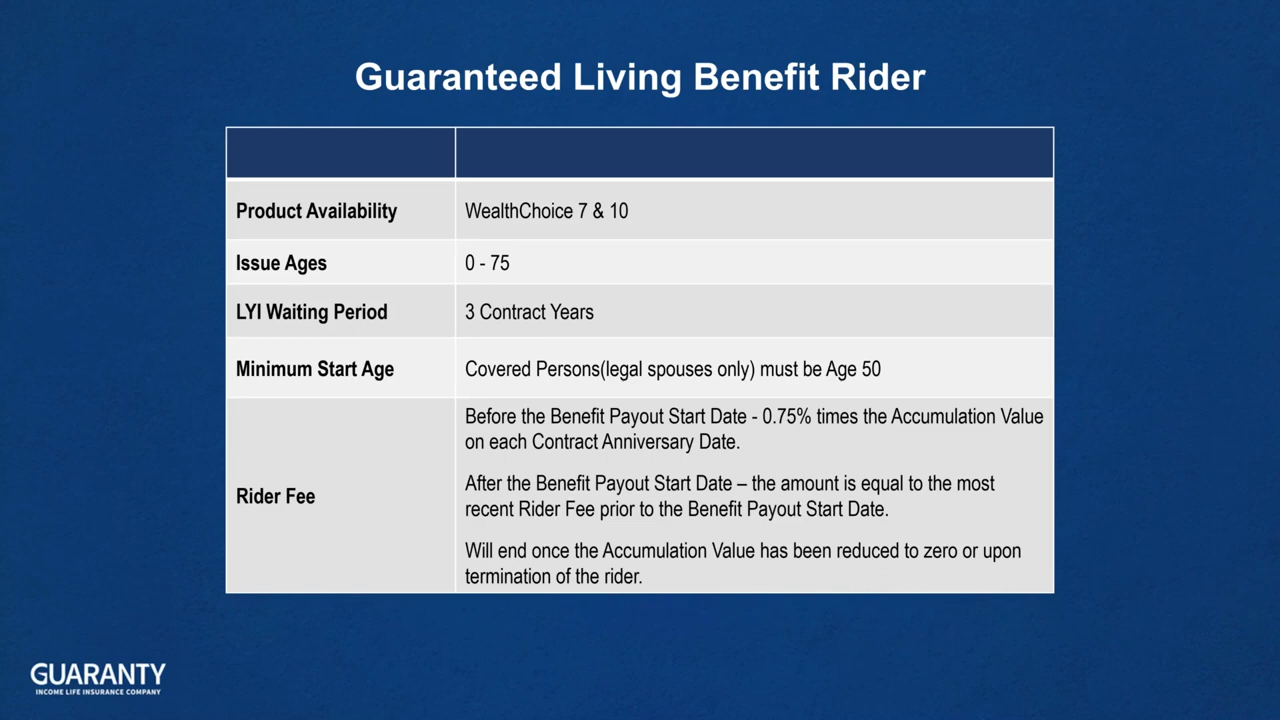 Guaranteed Living Benefit Rider
Product Availability
WealthChoice 7 & 10
Issue Ages
0 - 75
LYI Waiting Period
3 Contract Years
Minimum Start Age
Covered Persons(legal spouses only) must be Age 50
Rider Fee
Before the Benefit Payout Start Date - 0.75% times the Accumulation Value
on each Contract Anniversary Date.
After the Benefit Payout Start Date – the amount is equal to the most
recent Rider Fee prior to the Benefit Payout Start Date.
Will end once the Accumulation Value has been reduced to zero or upon
termination of the rider.
GUARANTY
INCOME LIFE INSURANCE COMPANY